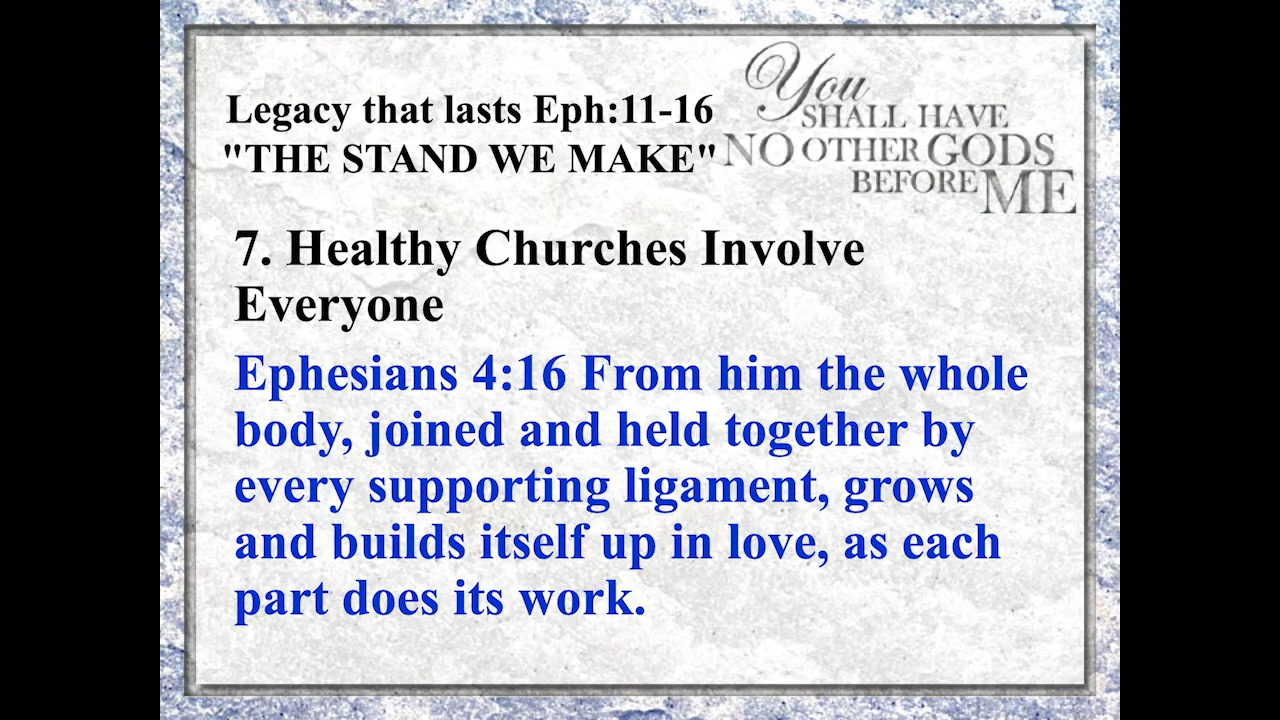 Legacy that lasts Eph:11-16
"THE STAND WE MAKE"
You
SHALL HAVE
NO OTHER GODS
BEFORE ME
7. Healthy Churches Involve
Everyone
Ephesians 4:16 From him the whole
body, joined and held together by
every supporting ligament, grows
and builds itself up in love, as each
part does its work.